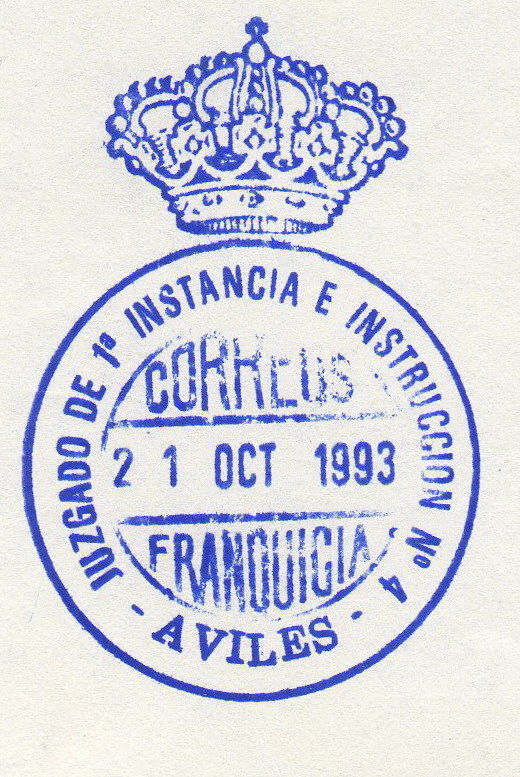 JUZGADO DE 1ª INSTANCIA E INSTRUCCION Nº 4
CORREOS
21 OCT 1993
FRANQUICIA
- AVILES -